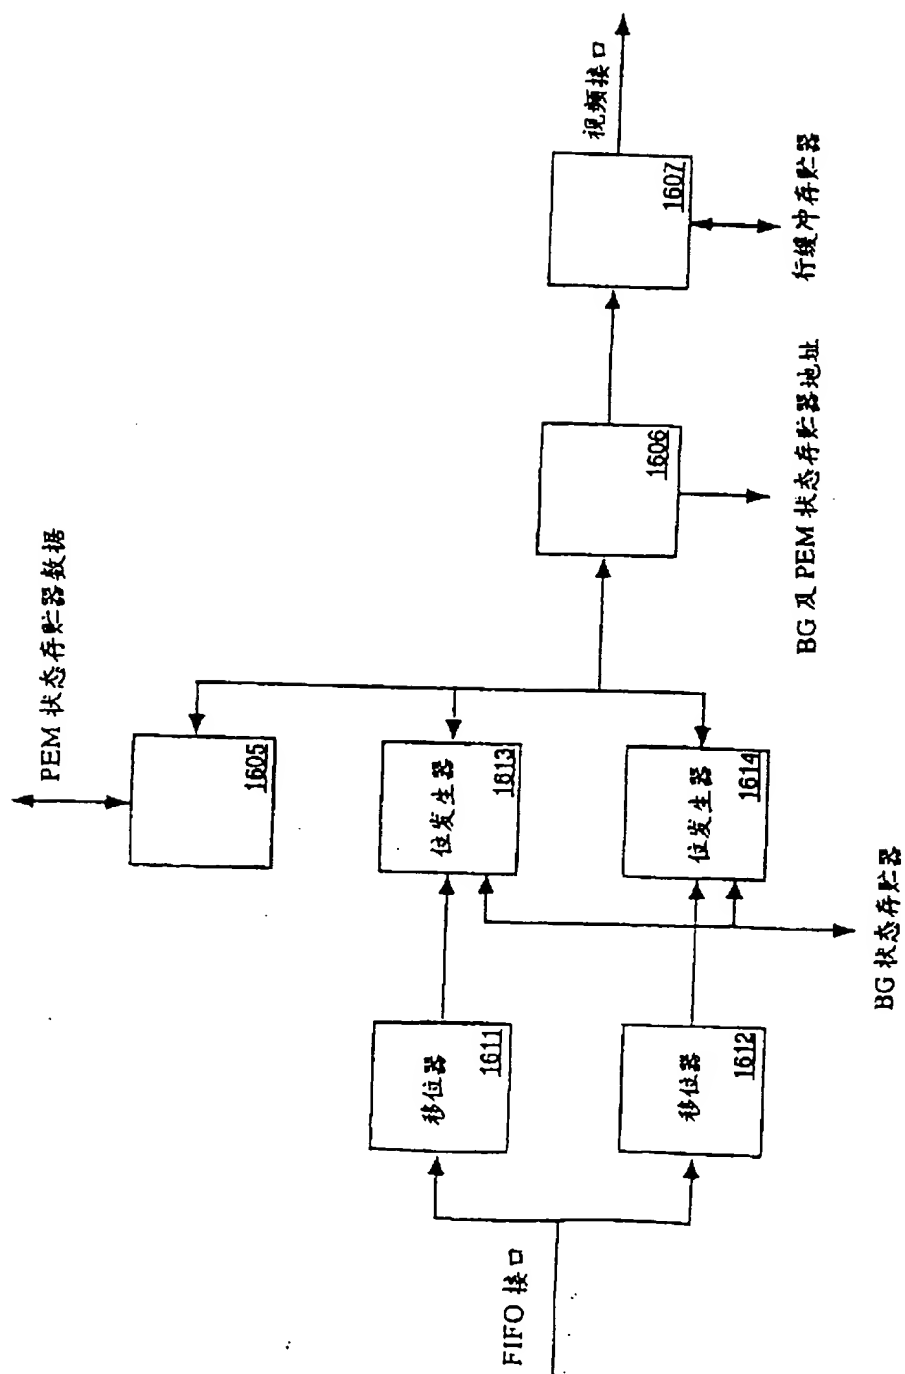 FIFO 接口
移位器
1611
移位器
1612
BG 状态存贮器
PEM 状态存贮器数据
1605
位发生器
1613
位发生器
1614
1606
BG 及 PEM 状态存贮器地址
1607
视频接口
行缓冲存贮器